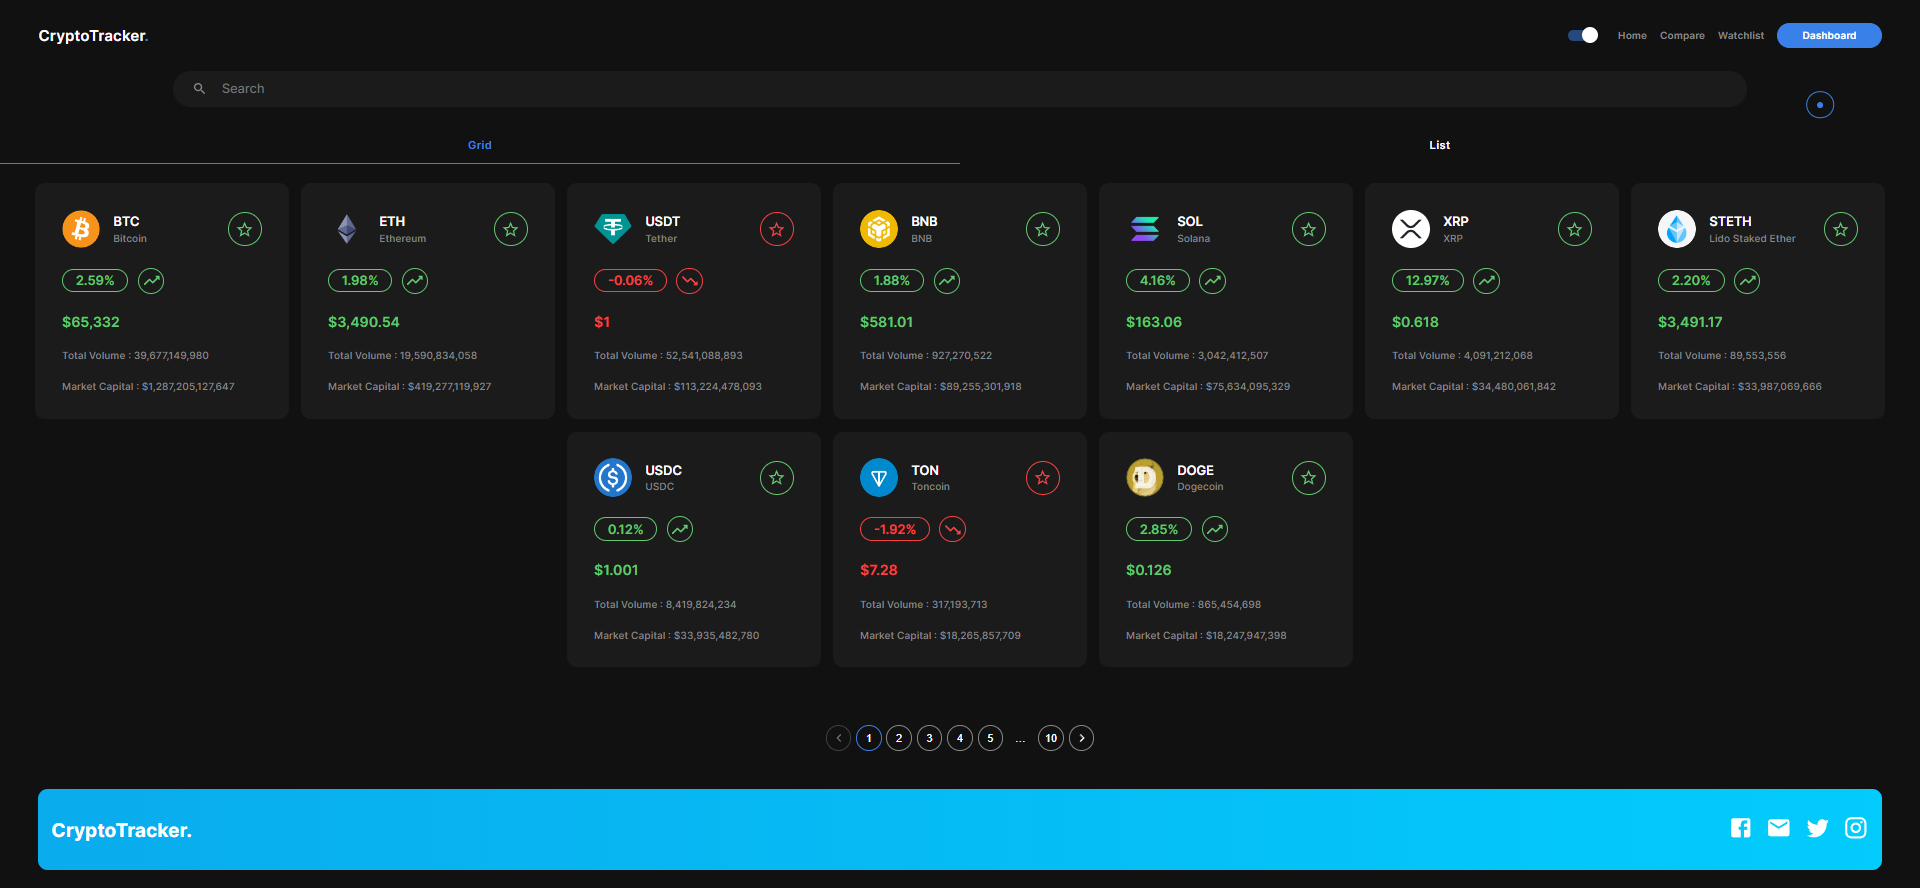 CryptoTracker.
Home Compare Watchlist Dashboard
Search
Grid List
BTC
Bitcoin
2.59%
$65,332
Total Volume : 39,677,149,980
Market Capital : $1,287,205,127,647
ETH
Ethereum
1.98%
$3,490.54
Total Volume : 19,590,834,058
Market Capital : $419,277,119,927
USDT
Tether
-0.06%
$1
Total Volume : 52,541,088,893
Market Capital : $113,224,478,093
BNB
BNB
1.88%
$581.01
Total Volume : 927,270,522
Market Capital : $89,255,301,918
SOL
Solana
4.16%
$163.06
Total Volume : 3,042,412,507
Market Capital : $75,634,095,329
XRP
XRP
12.97%
$0.618
Total Volume : 4,091,212,068
Market Capital : $34,480,061,842
STETH
Lido Staked Ether
2.20%
$3,491.17
Total Volume : 89,553,556
Market Capital : $33,987,069,666
USDC
USDC
0.12%
$1.001
Total Volume : 8,419,824,234
Market Capital : $33,935,482,780
TON
Toncoin
-1.92%
$7.28
Total Volume : 317,193,713
Market Capital : $18,265,857,709
DOGE
Dogecoin
2.85%
$0.126
Total Volume : 865,454,698
Market Capital : $18,247,947,398
1 2 3 4 5 ... 10
CryptoTracker.